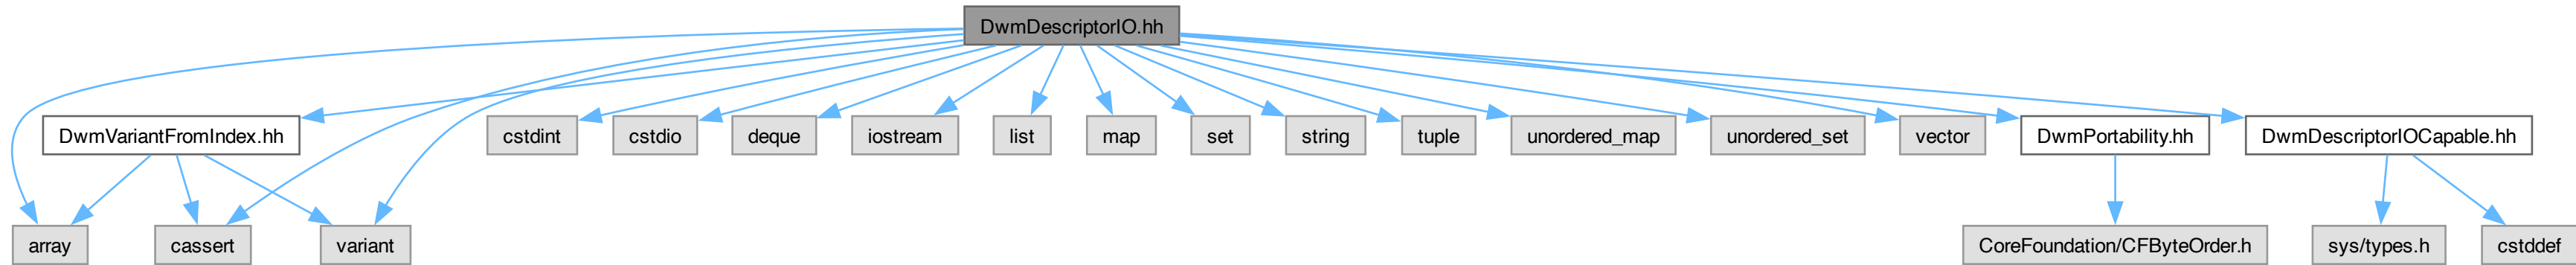 DwmDescriptorIO.hh
DwmVariantFromIndex.hh
cstdint
cstdio
deque
iostream
list
map
set
string
tuple
unordered_map
unordered_set
vector
DwmPortability.hh
DwmDescriptorIOCapable.hh
array
cassert
variant
CoreFoundation/CFByteOrder.h
sys/types.h
cstddef